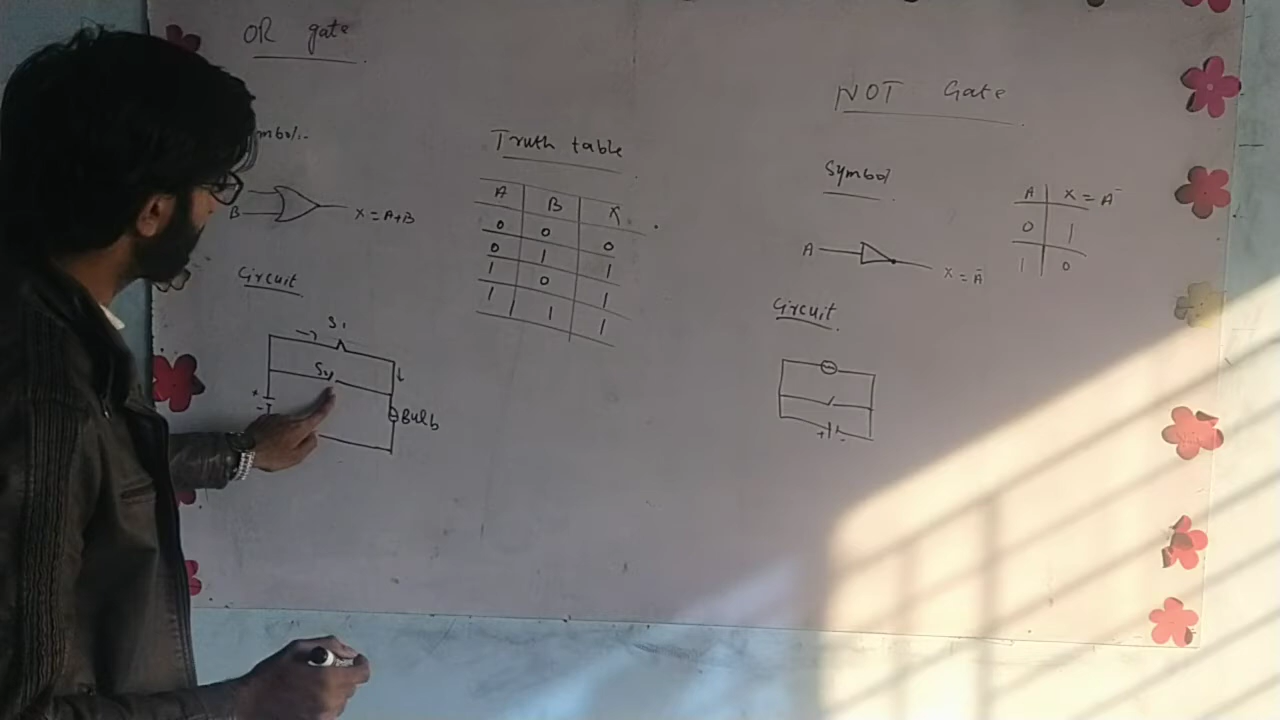 OR gate
mbol:-
B
X = A+B
Circuit
S1
S2
+
-
Bulb
Truth table
A B X
0 0 0
0 1 1
1 0 1
1 1 1
NOT Gate
Symbol
A
X = Ā
A X = Ā
0 1
1 0
Circuit
+ -